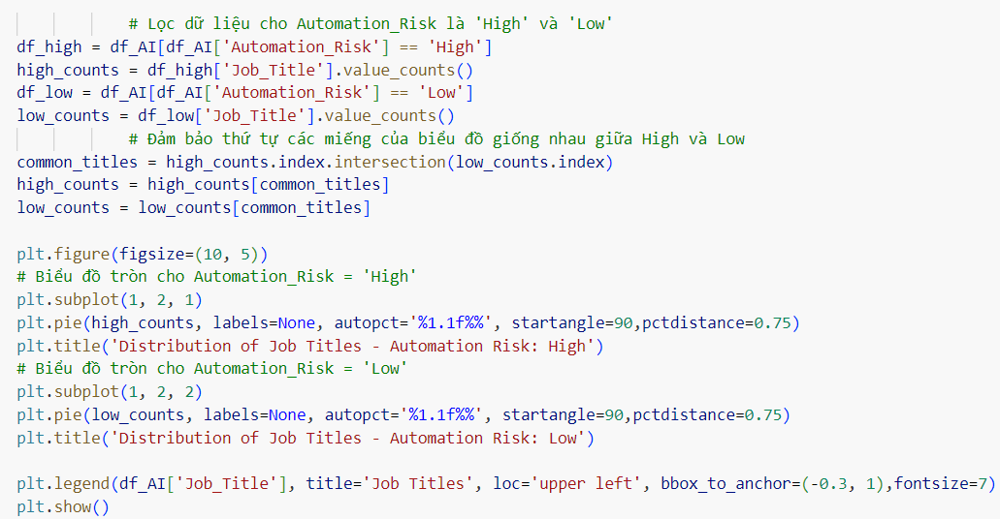 # Lọc dữ liệu cho Automation_Risk là 'High' và 'Low'
df_high = df_AI[df_AI['Automation_Risk'] == 'High']
high_counts = df_high['Job_Title'].value_counts()
df_low = df_AI[df_AI['Automation_Risk'] == 'Low']
low_counts = df_low['Job_Title'].value_counts()
# Đảm bảo thứ tự các miếng của biểu đồ giống nhau giữa High và Low
common_titles = high_counts.index.intersection(low_counts.index)
high_counts = high_counts[common_titles]
low_counts = low_counts[common_titles]
plt.figure(figsize=(10, 5))
# Biểu đồ tròn cho Automation_Risk = 'High'
plt.subplot(1, 2, 1)
plt.pie(high_counts, labels=None, autopct='%1.1f%%', startangle=90,pctdistance=0.75)
plt.title('Distribution of Job Titles - Automation Risk: High')
# Biểu đồ tròn cho Automation_Risk = 'Low'
plt.subplot(1, 2, 2)
plt.pie(low_counts, labels=None, autopct='%1.1f%%', startangle=90,pctdistance=0.75)
plt.title('Distribution of Job Titles - Automation Risk: Low')
plt.legend(df_AI['Job_Title'], title='Job Titles', loc='upper left', bbox_to_anchor=(-0.3, 1),fontsize=7)
plt.show()